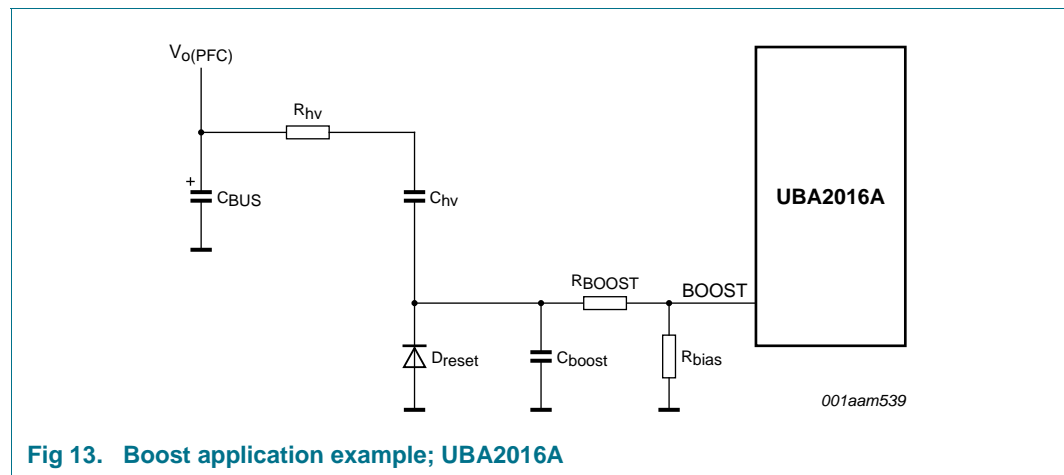 Vo(PFC)
Rhv
+
CBUS
Chv
UBA2016A
RBOOST
BOOST
Dreset
Cboost
Rbias
001aam539
Fig 13. Boost application example; UBA2016A